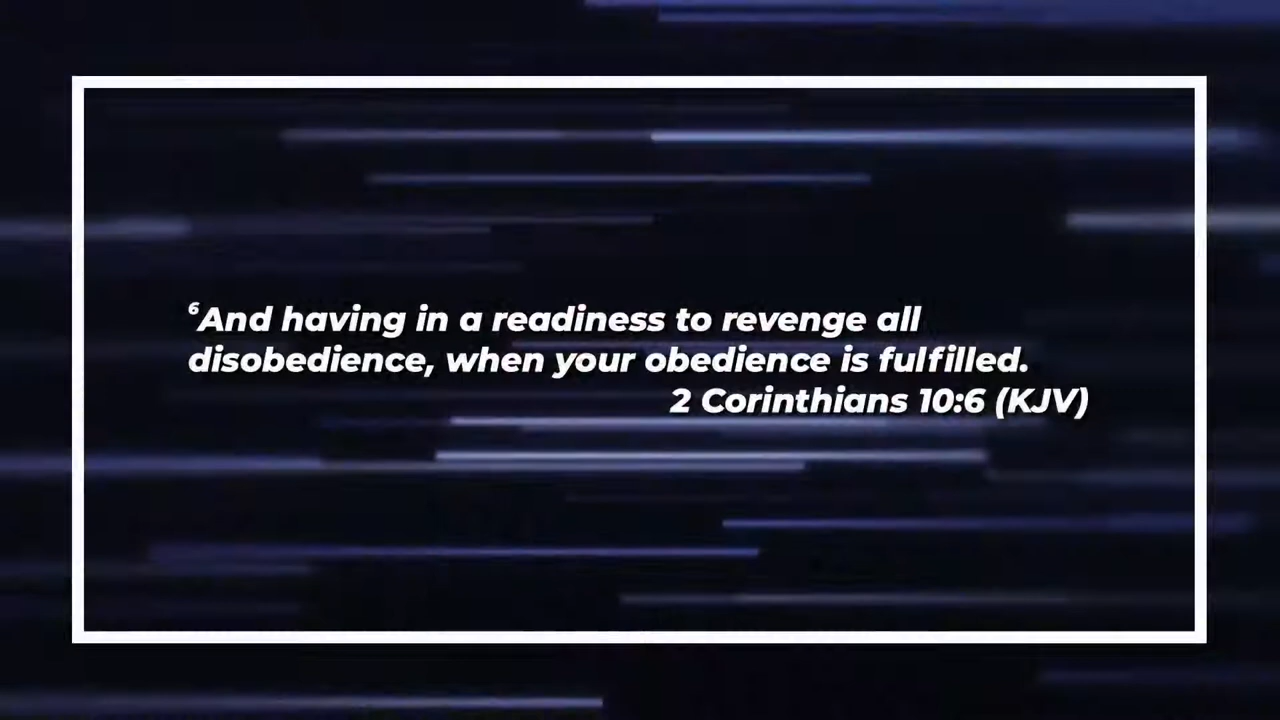 ⁶And having in a readiness to revenge all
disobedience, when your obedience is fulfilled.
2 Corinthians 10:6 (KJV)